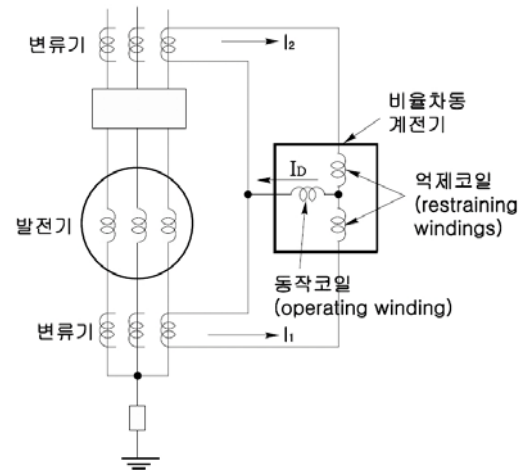 변류기
I₂
비율차동
계전기
I_D
억제코일
(restraining
windings)
발전기
동작코일
(operating winding)
변류기
I₁